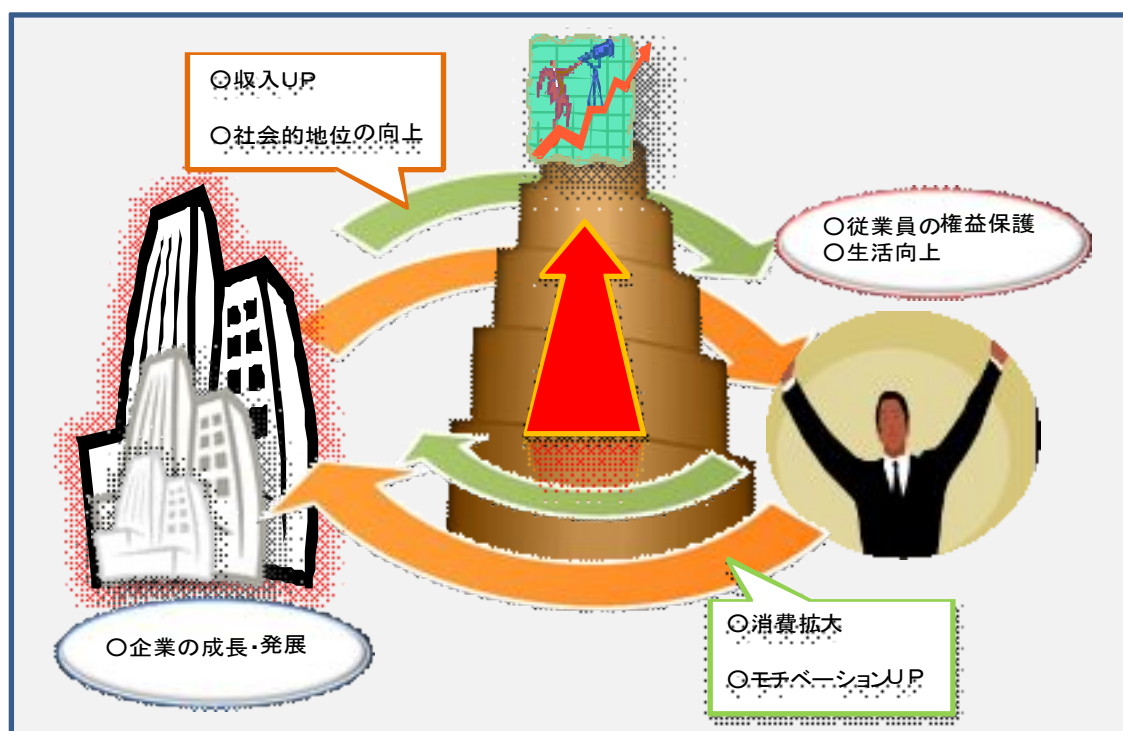 ○収入UP
○社会的地位の向上
○従業員の権益保護
○生活向上
○企業の成長・発展
○消費拡大
○モチベーションUP